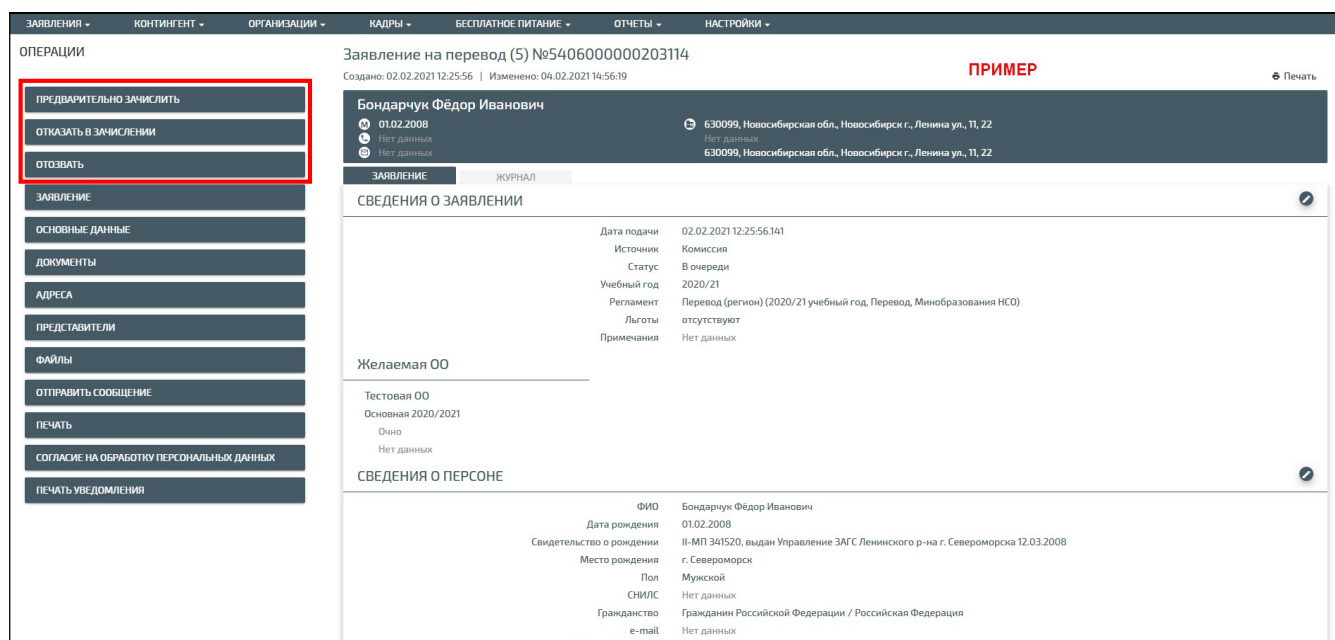 ЗАЯВЛЕНИЯ КОНТИНГЕНТ ОРГАНИЗАЦИИ КАДРЫ БЕСПЛАТНОЕ ПИТАНИЕ ОТЧЕТЫ НАСТРОЙКИ
ОПЕРАЦИИ
ПРЕДВАРИТЕЛЬНО ЗАЧИСЛИТЬ
ОТКАЗАТЬ В ЗАЧИСЛЕНИИ
ОТОЗВАТЬ
ЗАЯВЛЕНИЕ
ОСНОВНЫЕ ДАННЫЕ
ДОКУМЕНТЫ
АДРЕСА
ПРЕДСТАВИТЕЛИ
ФАЙЛЫ
ОТПРАВИТЬ СООБЩЕНИЕ
ПЕЧАТЬ
СОГЛАСИЕ НА ОБРАБОТКУ ПЕРСОНАЛЬНЫХ ДАННЫХ
ПЕЧАТЬ УВЕДОМЛЕНИЯ
Заявление на перевод (5) №5406000000203114
Создано: 02.02.2021 12:25:56 | Изменено: 04.02.2021 14:56:19
ПРИМЕР
Печать
Бондарчук Фёдор Иванович
М 01.02.2008
Нет данных
Нет данных
630099, Новосибирская обл., Новосибирск г., Ленина ул., 11, 22
Нет данных
630099, Новосибирская обл., Новосибирск г., Ленина ул., 11, 22
ЗАЯВЛЕНИЕ ЖУРНАЛ
СВЕДЕНИЯ О ЗАЯВЛЕНИИ
Дата подачи 02.02.2021 12:25:56.141
Источник Комиссия
Статус В очереди
Учебный год 2020/21
Регламент Перевод (регион) (2020/21 учебный год, Перевод, Минобразования НСО)
Льготы отсутствуют
Примечания Нет данных
Желаемая ОО
Тестовая ОО
Основная 2020/2021
Очно
Нет данных
СВЕДЕНИЯ О ПЕРСОНЕ
ФИО Бондарчук Фёдор Иванович
Дата рождения 01.02.2008
Свидетельство о рождении II-МП 341520, выдан Управление ЗАГС Ленинского р-на г. Североморска 12.03.2008
Место рождения г. Североморск
Пол Мужской
СНИЛС Нет данных
Гражданство Гражданин Российской Федерации / Российская Федерация
e-mail Нет данных